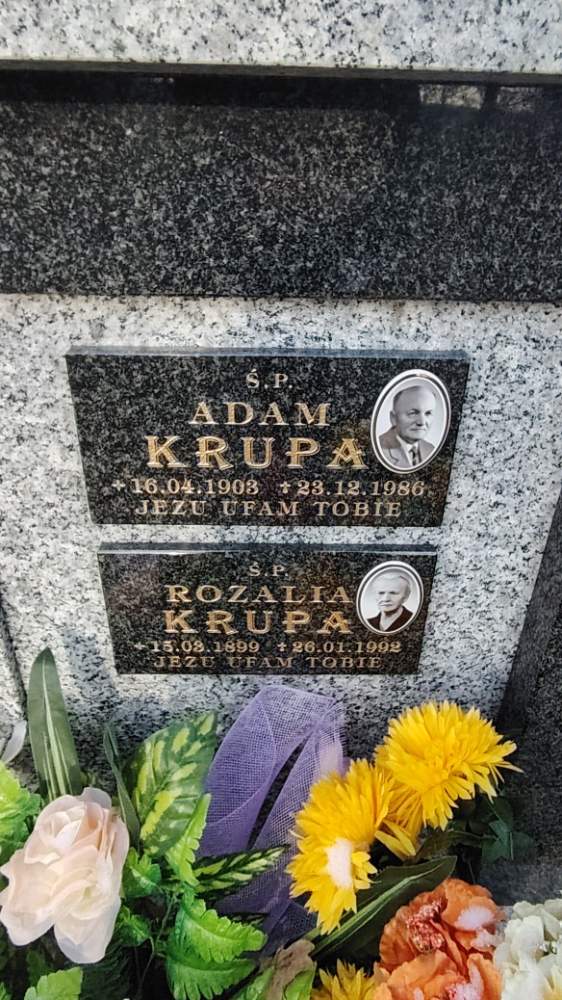 Ś.P.
ADAM
KRUPA
+16.04.1903 +23.12.1986
JEZU UFAM TOBIE
Ś.P.
ROZALIA
KRUPA
+15.03.1899 +26.01.1992
JEZU UFAM TOBIE